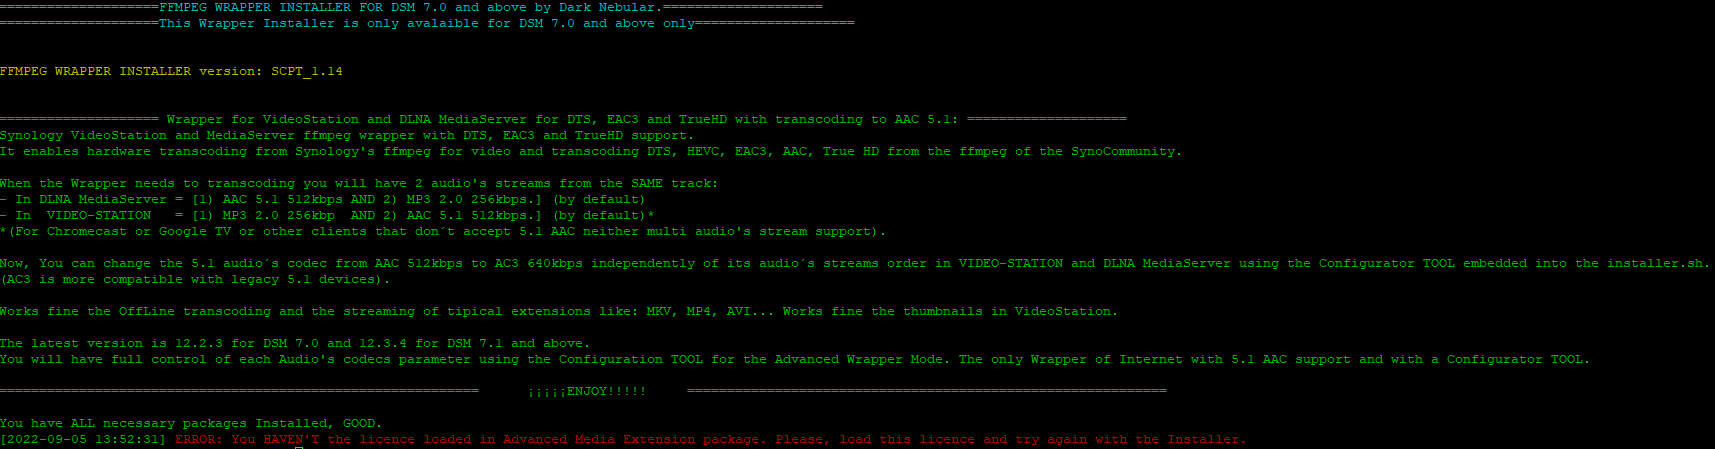 ====================FFMPEG WRAPPER INSTALLER FOR DSM 7.0 and above by Dark Nebular.====================
====================This Wrapper Installer is only avalaible for DSM 7.0 and above only====================
FFMPEG WRAPPER INSTALLER version: SCPT_1.14
==================== Wrapper for VideoStation and DLNA MediaServer for DTS, EAC3 and TrueHD with transcoding to AAC 5.1: ====================
Synology VideoStation and MediaServer ffmpeg wrapper with DTS, EAC3 and TrueHD support.
It enables hardware transcoding from Synology's ffmpeg for video and transcoding DTS, HEVC, EAC3, AAC, True HD from the ffmpeg of the SynoCommunity.
When the Wrapper needs to transcoding you will have 2 audio's streams from the SAME track:
- In DLNA MediaServer = [1) AAC 5.1 512kbps AND 2) MP3 2.0 256kbps.] (by default)
- In  VIDEO-STATION   = [1) MP3 2.0 256kbp  AND 2) AAC 5.1 512kbps.] (by default)*
*(For Chromecast or Google TV or other clients that don´t accept 5.1 AAC neither multi audio's stream support).
Now, You can change the 5.1 audio´s codec from AAC 512kbps to AC3 640kbps independently of its audio´s streams order in VIDEO-STATION and DLNA MediaServer using the Configurator TOOL embedded into the installer.sh.
(AC3 is more compatible with legacy 5.1 devices).
Works fine the OffLine transcoding and the streaming of tipical extensions like: MKV, MP4, AVI... Works fine the thumbnails in VideoStation.
The latest version is 12.2.3 for DSM 7.0 and 12.3.4 for DSM 7.1 and above.
You will have full control of each Audio's codecs parameter using the Configuration TOOL for the Advanced Wrapper Mode. The only Wrapper of Internet with 5.1 AAC support and with a Configurator TOOL.
============================================================      ¡¡¡¡¡ENJOY!!!!!     ============================================================
You have ALL necessary packages Installed, GOOD.
[2022-09-05 13:52:31] ERROR: You HAVEN'T the licence loaded in Advanced Media Extension package. Please, load this licence and try again with the Installer.